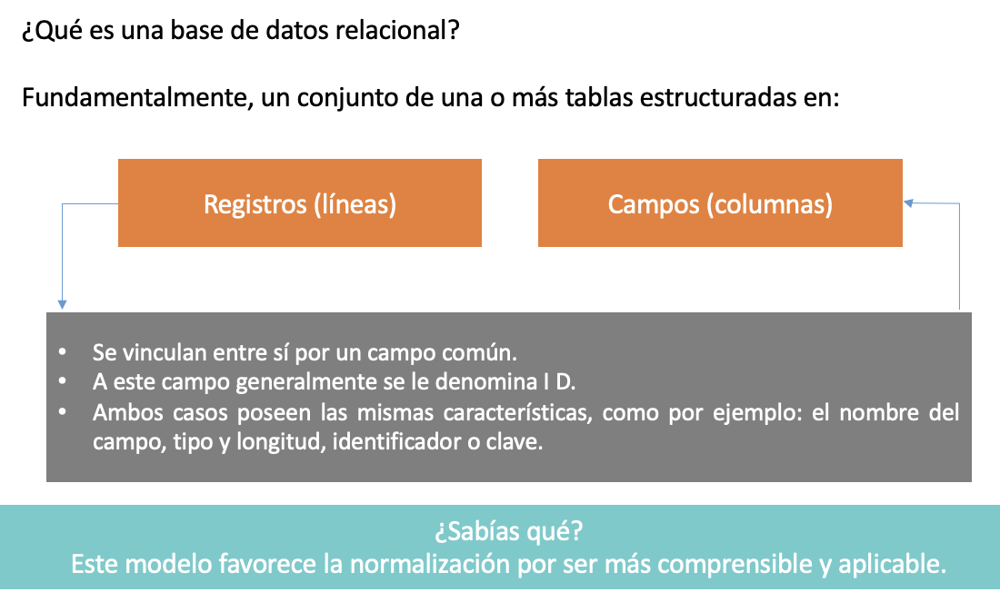 ¿Qué es una base de datos relacional?
Fundamentalmente, un conjunto de una o más tablas estructuradas en:
Registros (líneas)
Campos (columnas)
• Se vinculan entre sí por un campo común.
• A este campo generalmente se le denomina I D.
• Ambos casos poseen las mismas características, como por ejemplo: el nombre del
campo, tipo y longitud, identificador o clave.
¿Sabías qué?
Este modelo favorece la normalización por ser más comprensible y aplicable.